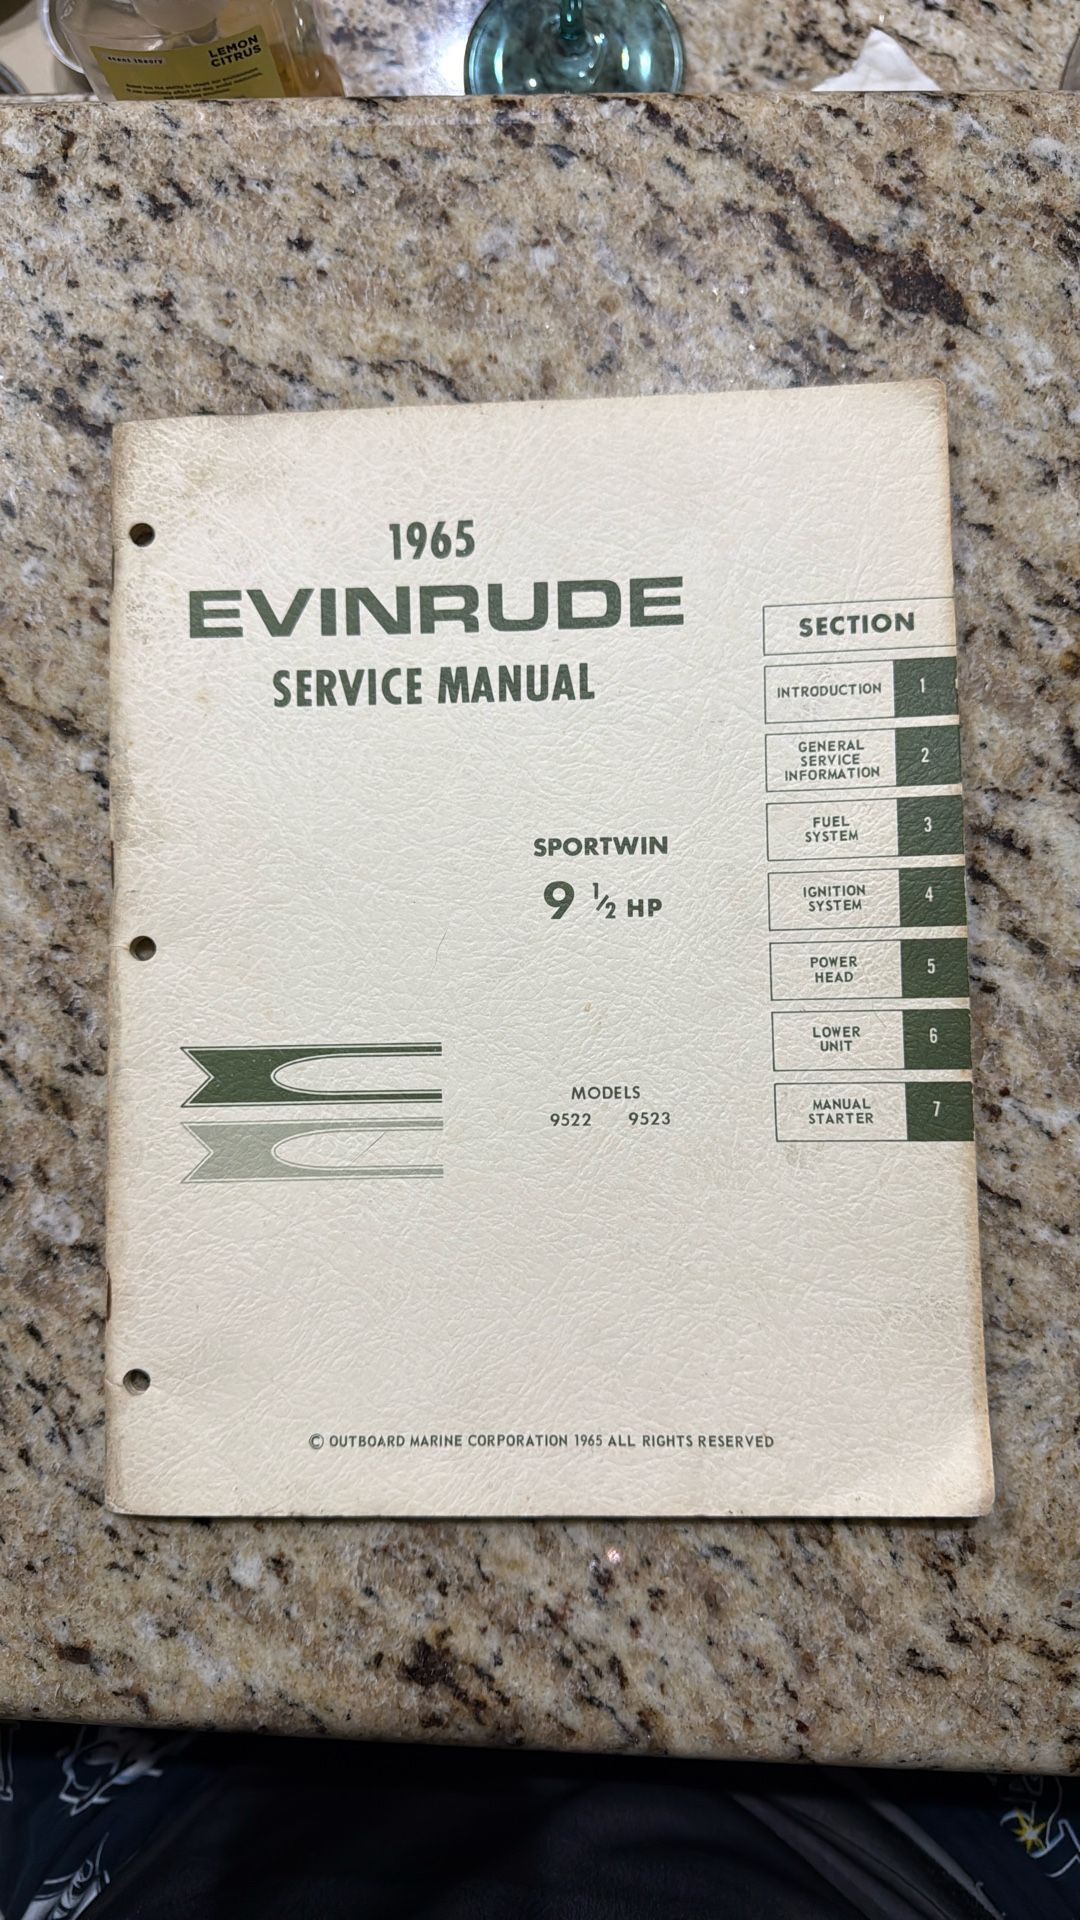 LEMON
CITRUS
scent theory
1965
EVINRUDE
SERVICE MANUAL
SPORTWIN
9 1/2 HP
MODELS
9522 9523
SECTION
INTRODUCTION 1
GENERAL
SERVICE 2
INFORMATION
FUEL 3
SYSTEM
IGNITION 4
SYSTEM
POWER 5
HEAD
LOWER 6
UNIT
MANUAL 7
STARTER
© OUTBOARD MARINE CORPORATION 1965 ALL RIGHTS RESERVED